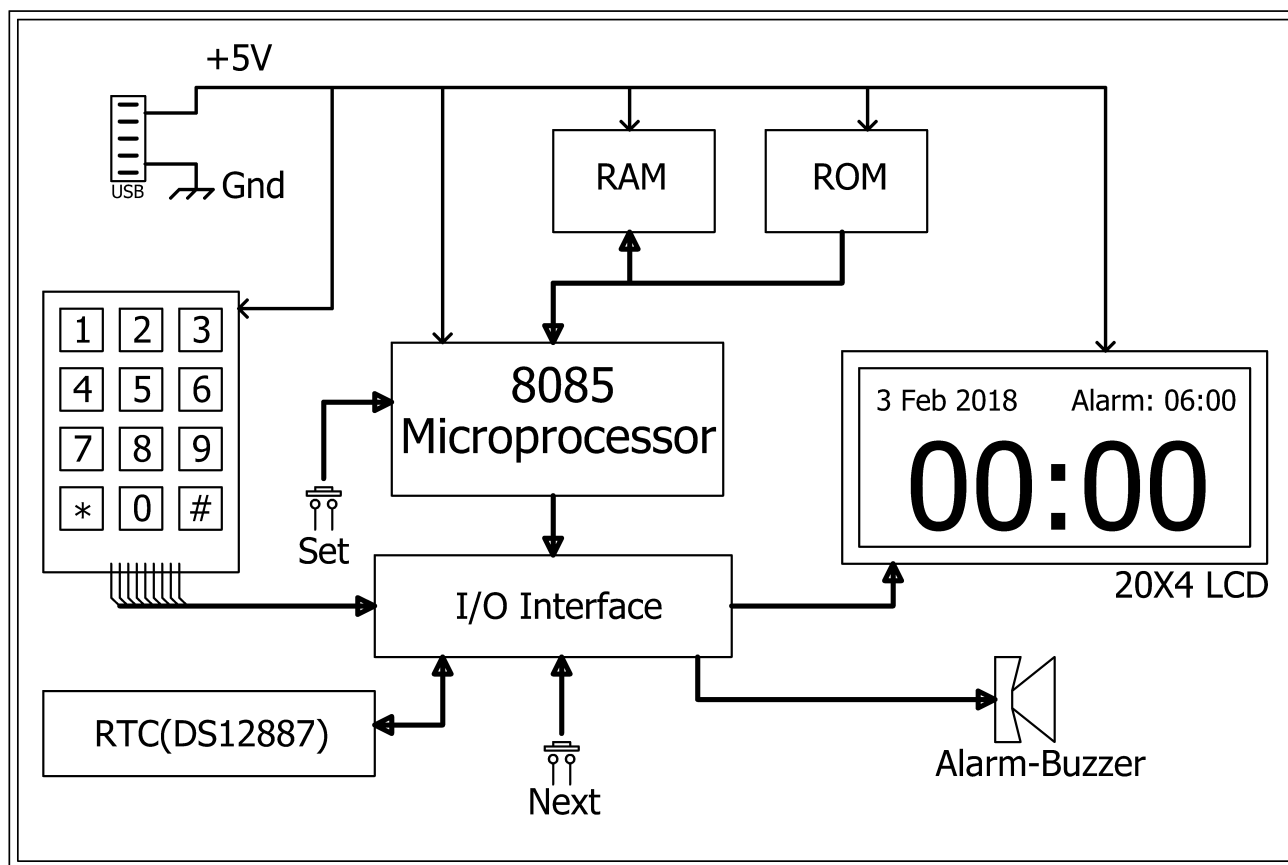 +5V
USB
Gnd
RAM
ROM
1 2 3
4 5 6
7 8 9
* 0 #
8085
Microprocessor
Set
3 Feb 2018 Alarm: 06:00
00:00
20X4 LCD
I/O Interface
RTC(DS12887)
Next
Alarm-Buzzer